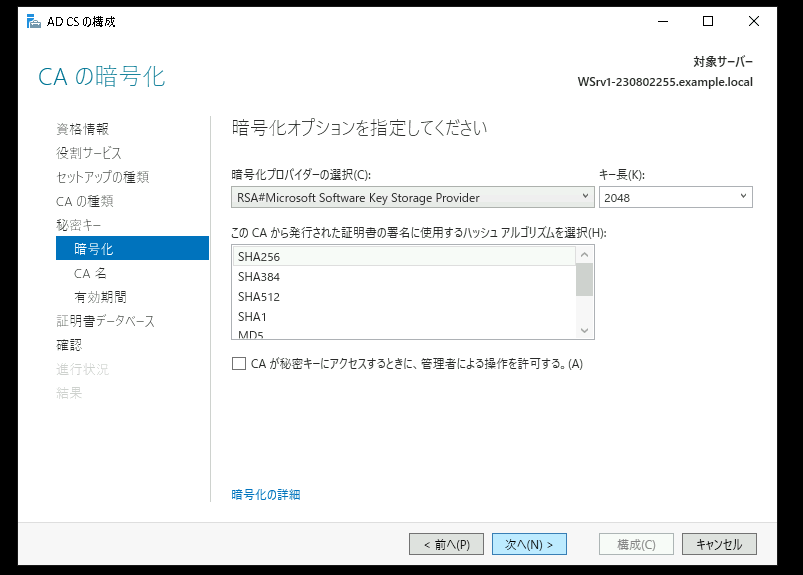 AD CS の構成
CA の暗号化
対象サーバー
WSrv1-230802255.example.local
資格情報
役割サービス
セットアップの種類
CA の種類
秘密キー
暗号化
CA 名
有効期間
証明書データベース
確認
進行状況
結果
暗号化オプションを指定してください
暗号化プロバイダーの選択(C):
キー長(K):
RSA#Microsoft Software Key Storage Provider
2048
この CA から発行された証明書の署名に使用するハッシュ アルゴリズムを選択(H):
SHA256
SHA384
SHA512
SHA1
MD5
CA が秘密キーにアクセスするときに、管理者による操作を許可する。(A)
暗号化の詳細
< 前へ(P)
次へ(N) >
構成(C)
キャンセル